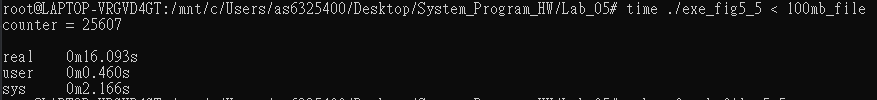 root@LAPTOP-VRGVD4GT:/mnt/c/Users/as6325400/Desktop/System_Program_HW/Lab_05# time ./exe_fig5_5 < 100mb_file
counter = 25607
real 0m16.093s
user 0m0.460s
sys 0m2.166s